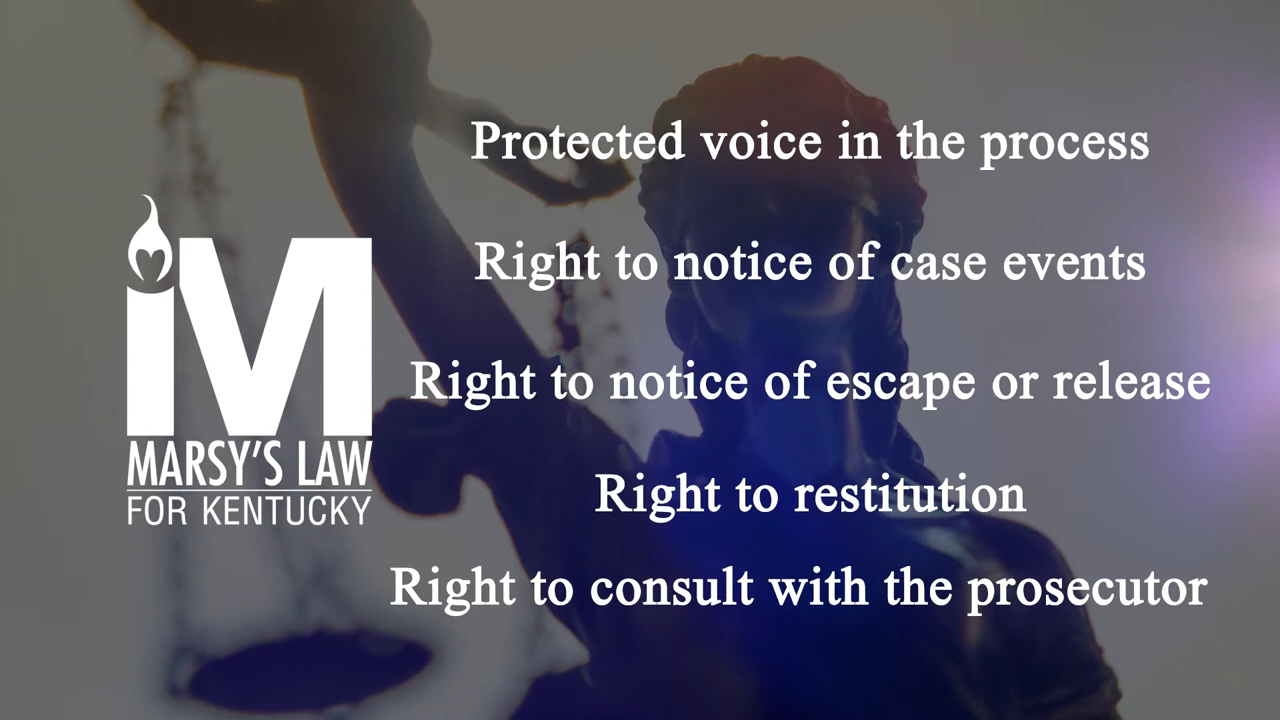 Protected voice in the process
Right to notice of case events
Right to notice of escape or release
Right to restitution
Right to consult with the prosecutor
iM
MARSY'S LAW
FOR KENTUCKY